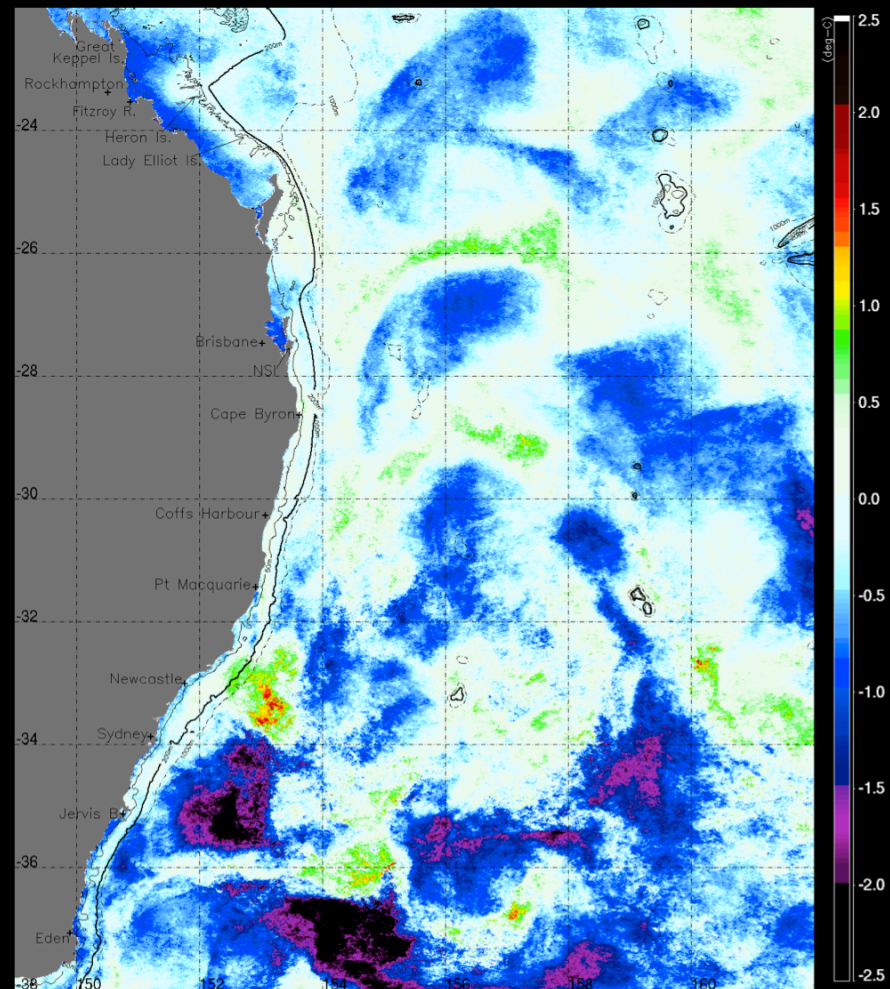 Great
Keppel Is.
Rockhampton
Fitzroy R.
Heron Is.
Lady Elliot Is.
Brisbane
NSI
Cape Byron
Coffs Harbour
Pt Macquarie
Newcastle
Sydney
Jervis B
Eden
-24
-26
-28
-30
-32
-34
-36
-38
150
152
154
156
158
160
200m
1000m
1000m
50m
(deg-C)
2.5
2.0
1.5
1.0
0.5
0.0
-0.5
-1.0
-1.5
-2.0
-2.5